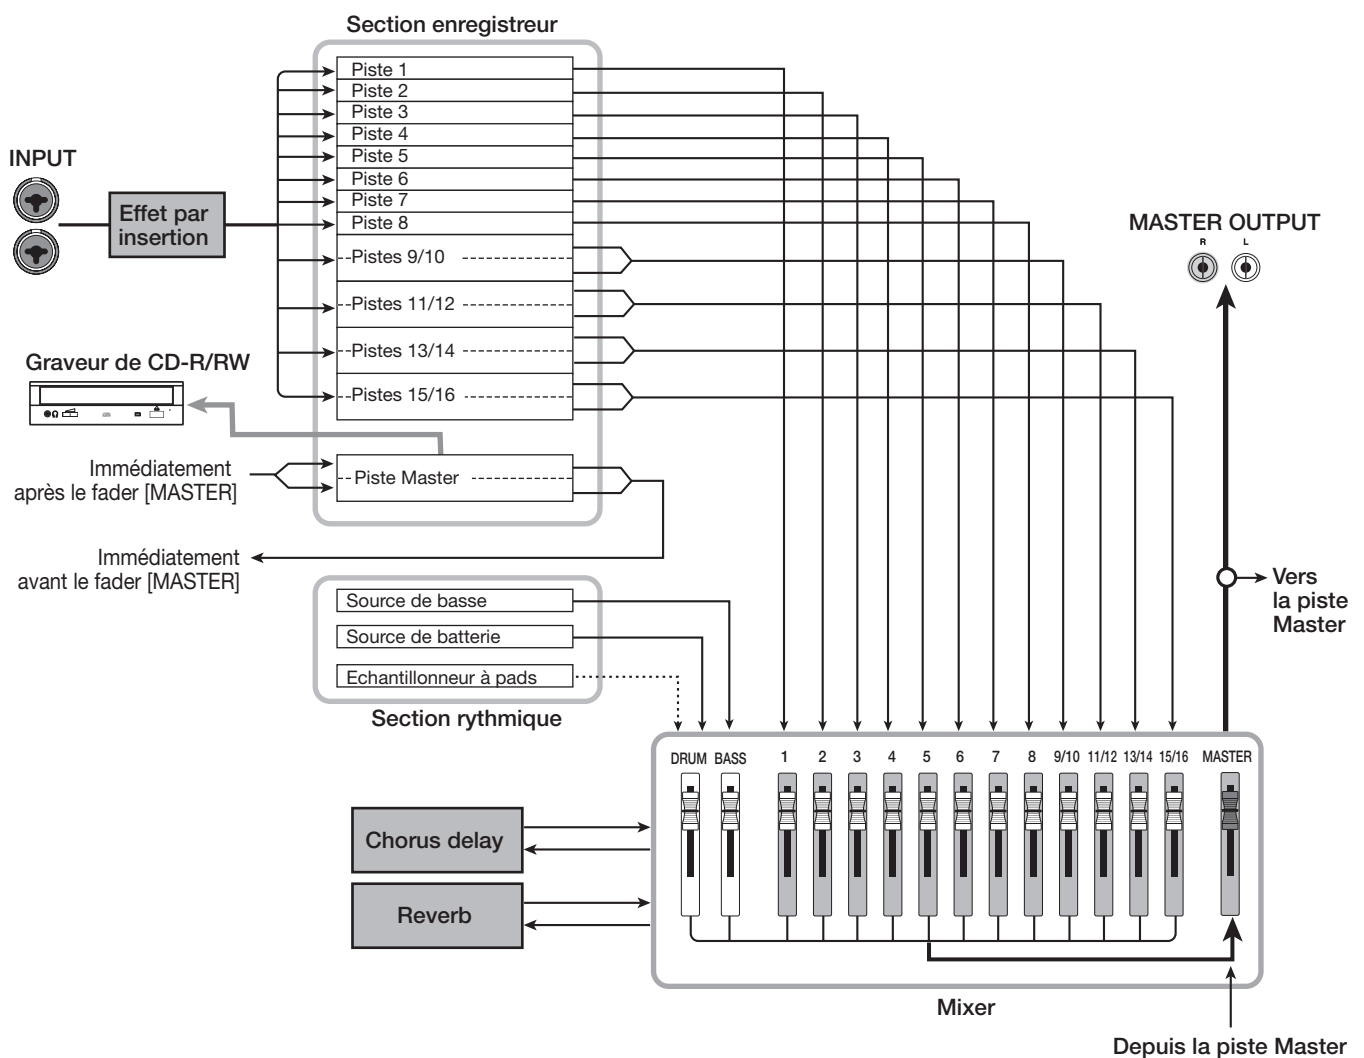 Section enregistreur
Piste 1
Piste 2
Piste 3
Piste 4
Piste 5
Piste 6
Piste 7
Piste 8
Pistes 9/10
Pistes 11/12
Pistes 13/14
Pistes 15/16
Piste Master
INPUT
Effet par
insertion
Graveur de CD-R/RW
Immédiatement
après le fader [MASTER]
Immédiatement
avant le fader [MASTER]
MASTER OUTPUT
R L
Vers
la piste
Master
Source de basse
Source de batterie
Echantillonneur à pads
Section rythmique
DRUM BASS 1 2 3 4 5 6 7 8 9/10 11/12 13/14 15/16 MASTER
Chorus delay
Reverb
Mixer
Depuis la piste Master